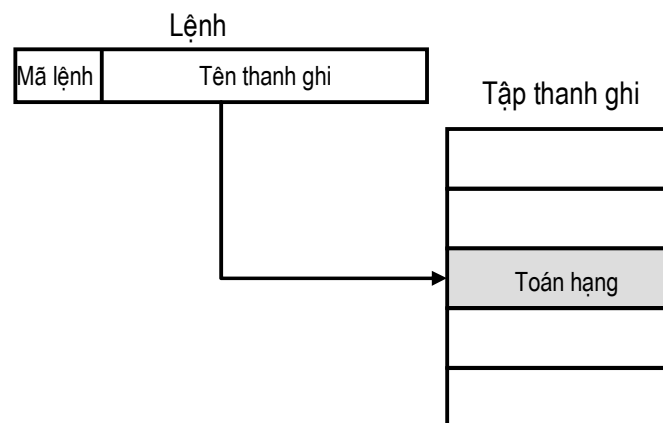 Lệnh
Mã lệnh
Tên thanh ghi
Tập thanh ghi
Toán hạng